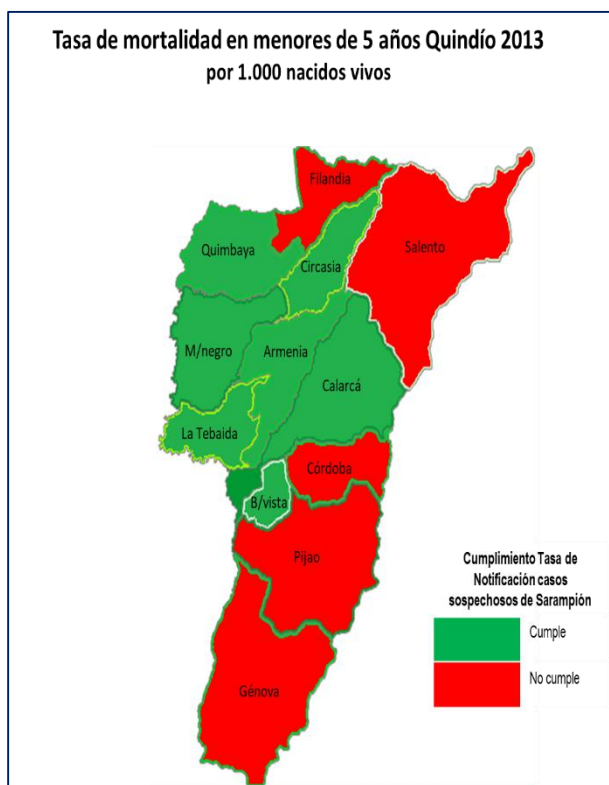 Tasa de mortalidad en menores de 5 años Quindío 2013
por 1.000 nacidos vivos
Filandia
Salento
Quimbaya
Circasia
M/negro
Armenia
Calarcá
La Tebaida
Córdoba
B/vista
Pijao
Génova
Cumplimiento Tasa de
Notificación casos
sospechosos de Sarampión
Cumple
No cumple